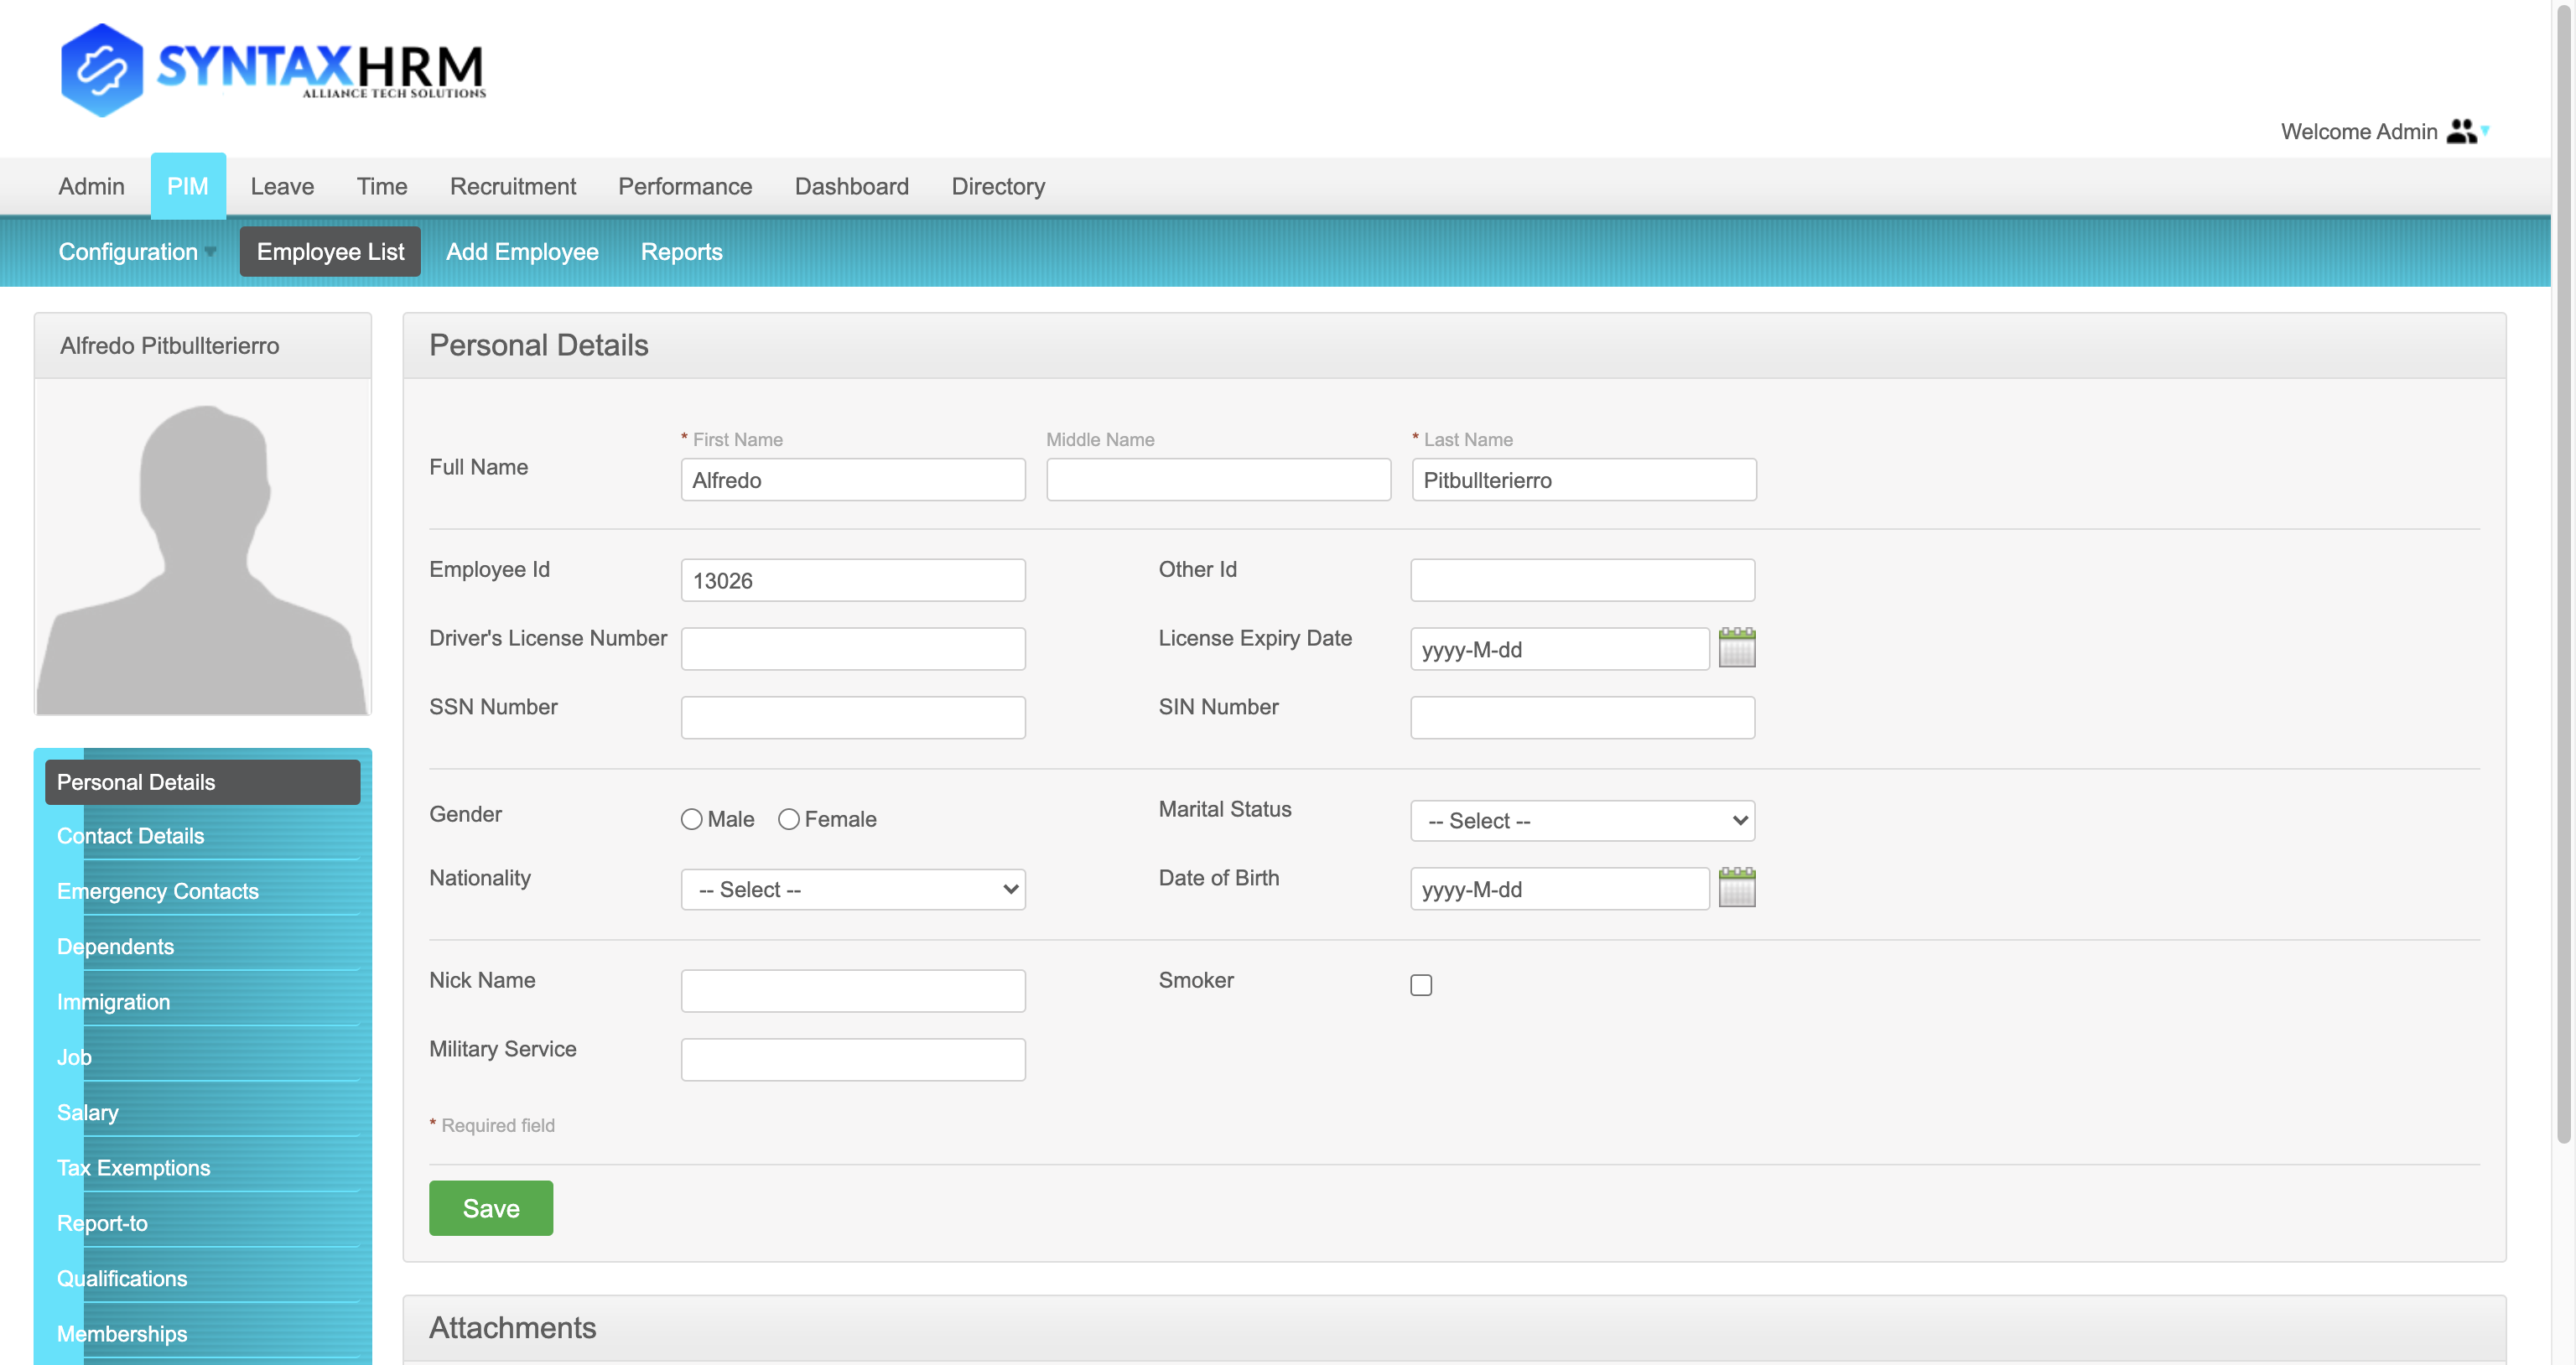 SYNTAXHRM
ALLIANCE TECH SOLUTIONS
Welcome Admin
Admin PIM Leave Time Recruitment Performance Dashboard Directory
Configuration Employee List Add Employee Reports
Alfredo Pitbullterierro
Personal Details
* First Name Middle Name * Last Name
Full Name Alfredo Pitbullterierro
Employee Id 13026 Other Id
Driver's License Number License Expiry Date yyyy-M-dd
SSN Number SIN Number
Gender Male Female Marital Status -- Select --
Nationality -- Select -- Date of Birth yyyy-M-dd
Nick Name Smoker
Military Service
* Required field
Save
Personal Details
Contact Details
Emergency Contacts
Dependents
Immigration
Job
Salary
Tax Exemptions
Report-to
Qualifications
Memberships
Attachments